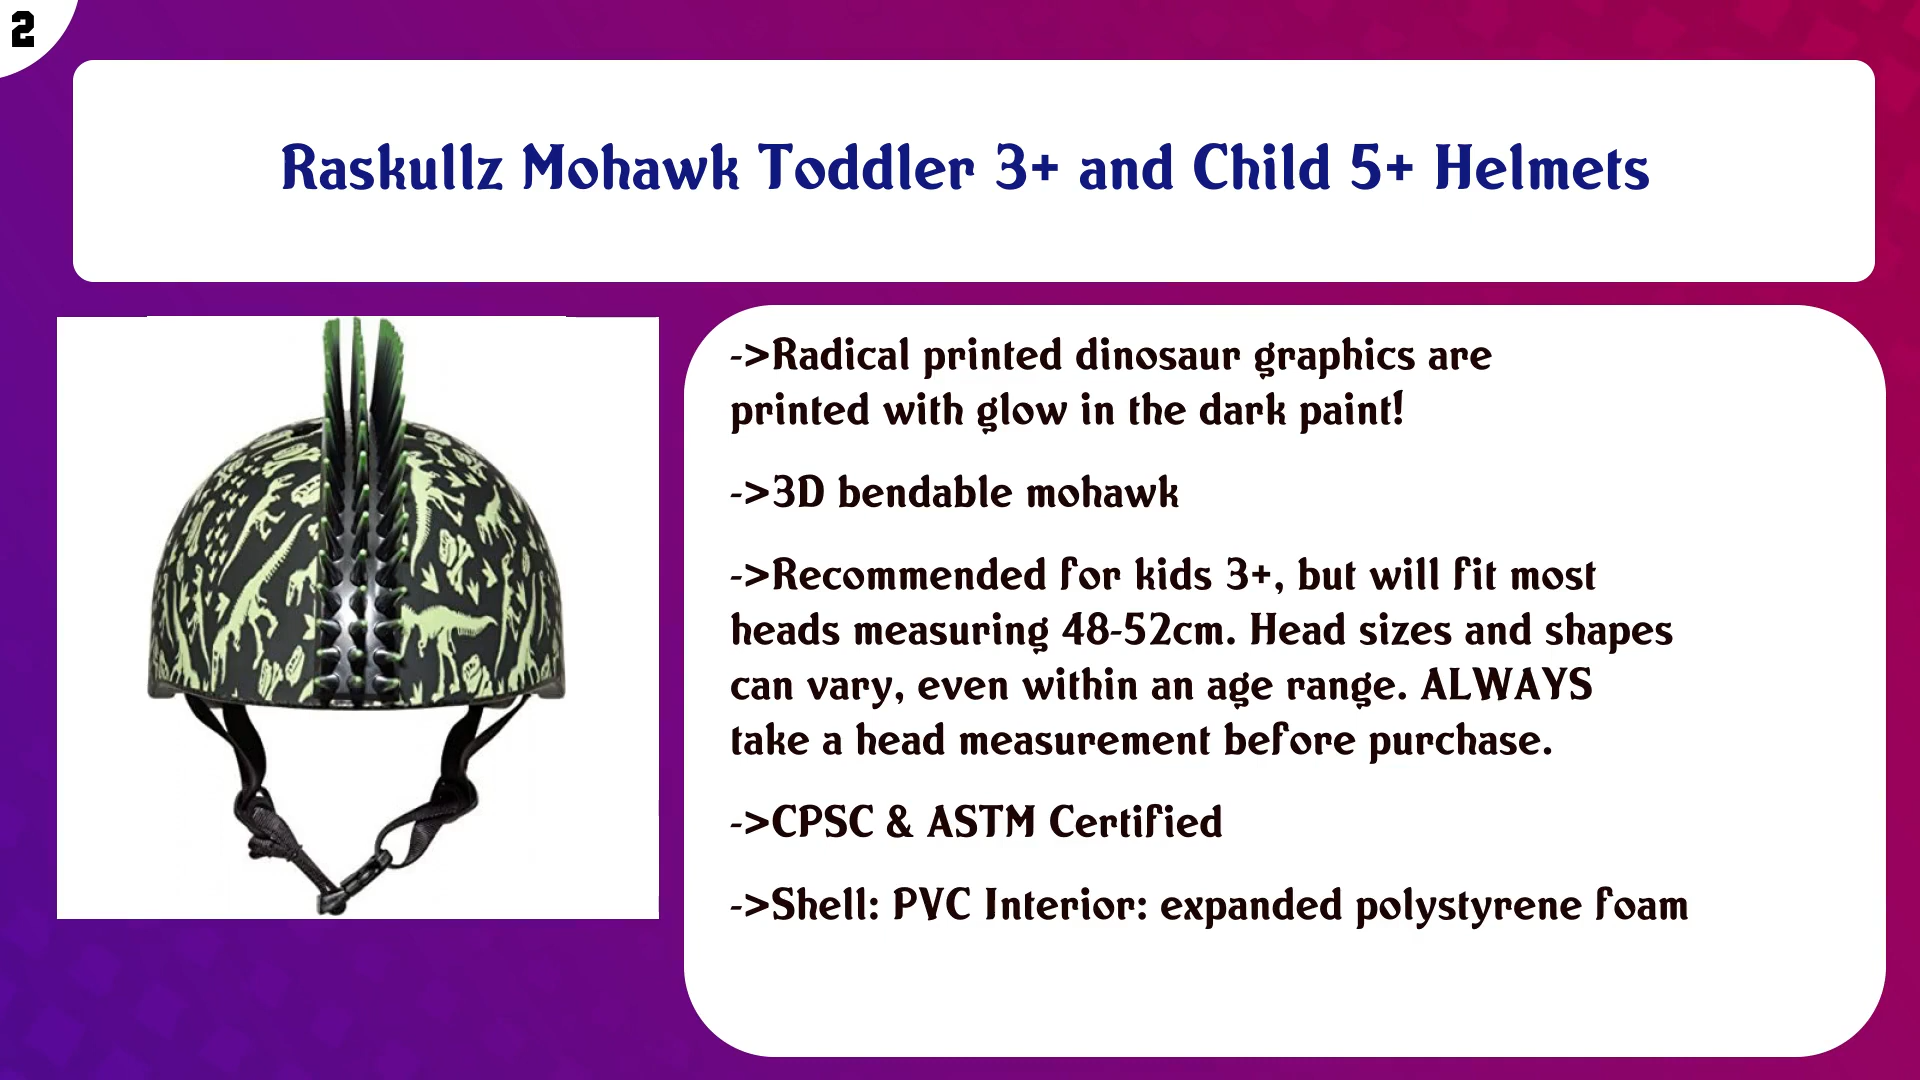 2
Raskullz Mohawk Toddler 3+ and Child 5+ Helmets
->Radical printed dinosaur graphics are
printed with glow in the dark paint!
->3D bendable mohawk
->Recommended for kids 3+, but will fit most
heads measuring 48-52cm. Head sizes and shapes
can vary, even within an age range. ALWAYS
take a head measurement before purchase.
->CPSC & ASTM Certified
->Shell: PVC Interior: expanded polystyrene foam